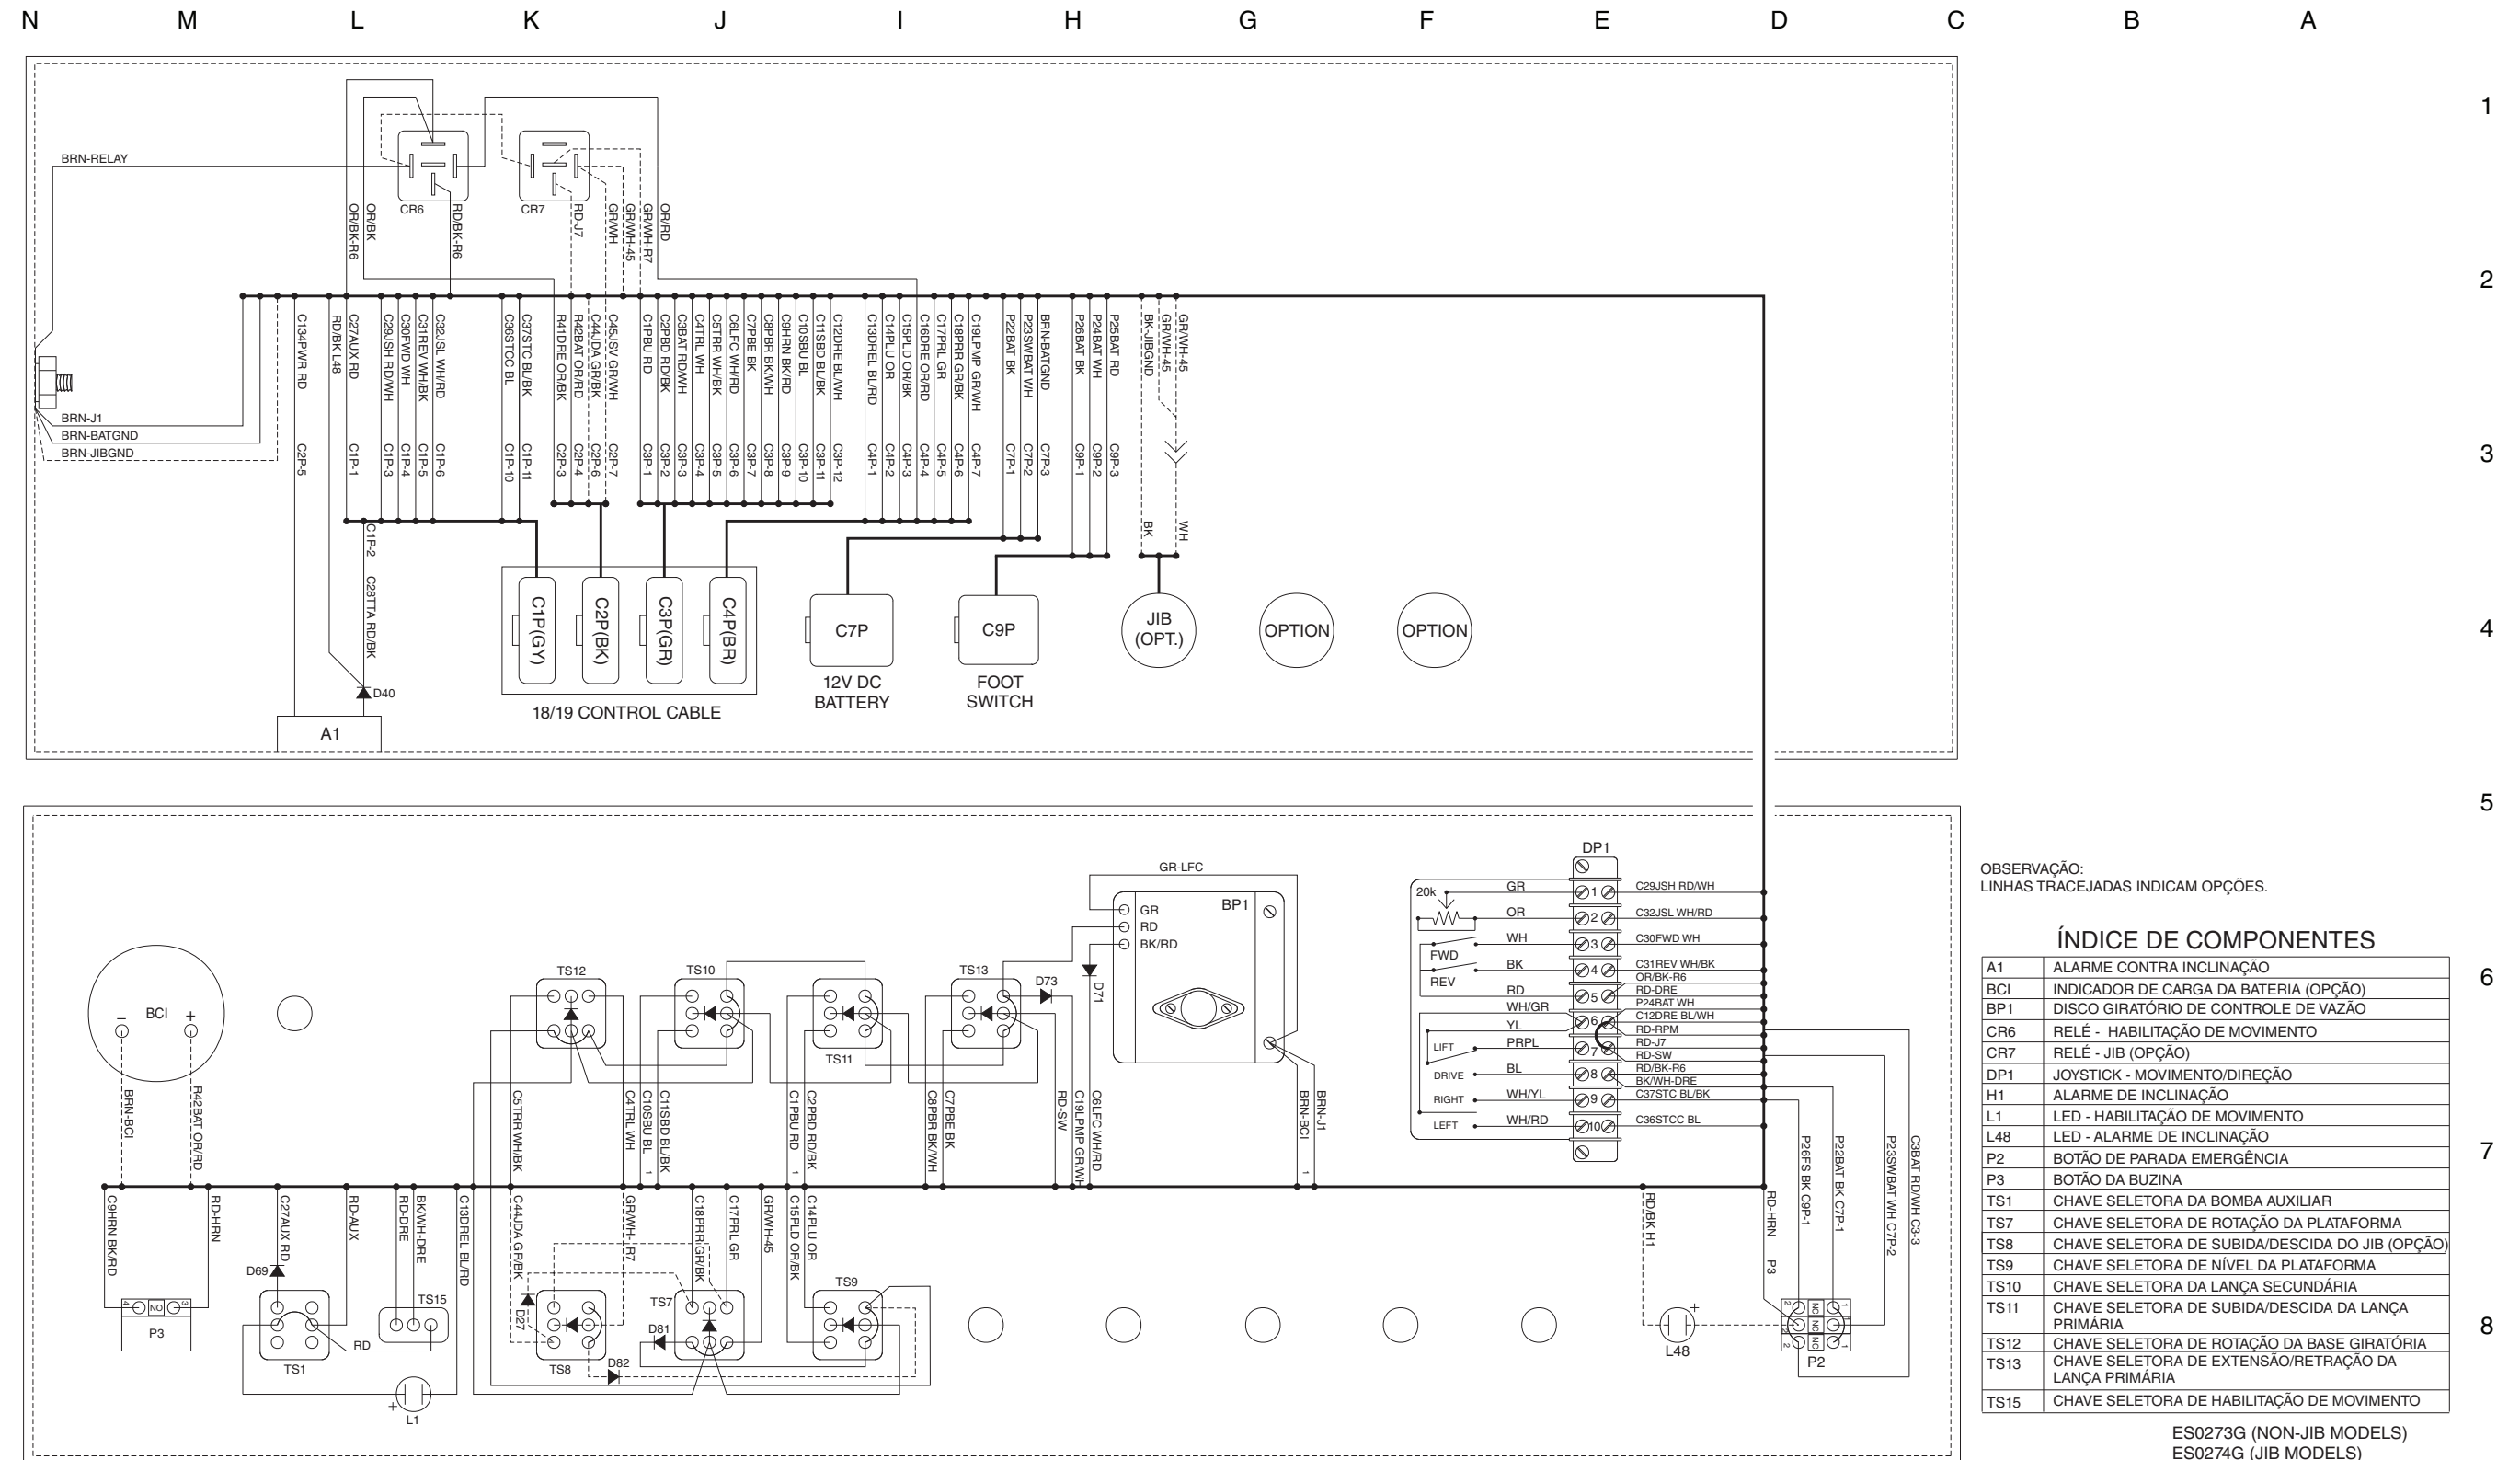 N M L K J I H G F E D C B A
1
2
3
4
5
6
7
8
BRN-RELAY
CR6
CR7
OR/BK-R6
OR/BK
RD/BK-R6
RD-J7
GR/WH
GR/WH-45
GR/WH-R7
OR/RD
BRN-J1
BRN-BATGND
BRN-JIBGND
C134PWR RD
C2P-5
RD/BK L48
C27AUX RD
C1P-1
C29JSH RD/WH
C1P-3
C30FWD WH
C1P-4
C31REV WH/BK
C1P-5
C32JSL WH/RD
C1P-6
C36STCC BL
C1P-10
C37STC BL/BK
C1P-11
R41DRE OR/BK
C2P-3
R42BAT OR/RD
C2P-4
C44JDA GR/BK
C2P-6
C45JSV GR/WH
C2P-7
C1PBU RD
C3P-1
C2PBD RD/BK
C3P-2
C3BAT RD/WH
C3P-3
C4TRL WH
C3P-4
C5TRR WH/BK
C3P-5
C6LFC WH/RD
C3P-6
C7PBE BK
C3P-7
C8PBR BK/WH
C3P-8
C9HRN BK/RD
C3P-9
C10SBU BL
C3P-10
C11SBD BL/BK
C3P-11
C12DRE BL/WH
C3P-12
C13DREL BL/RD
C4P-1
C14PLU OR
C4P-2
C15PLD OR/BK
C4P-3
C16DRE OR/RD
C4P-4
C17PRL GR
C4P-5
C18PRR GR/BK
C4P-6
C19LPMP GR/WH
C4P-7
P22BAT BK
C7P-1
P23SWBAT WH
C7P-2
BRN-BATGND
C7P-3
P26BAT BK
C9P-1
P24BAT WH
C9P-2
P25BAT RD
C9P-3
BK-JIBGND
GR/WH-45
GR/WH-45
BK
WH
C1P-2
C28TTA RD/BK
D40
A1
C1P(GY)
C2P(BK)
C3P(GR)
C4P(BR)
18/19 CONTROL CABLE
C7P
12V DC
BATTERY
C9P
FOOT
SWITCH
JIB
(OPT.)
OPTION
OPTION
BCI
–
+
BRN-BCI
R42BAT OR/RD
TS12
TS10
TS11
TS13
D73
D71
GR-LFC
GR
RD
BK/RD
BP1
C5TRR WH/BK
C4TRL WH
C10SBU BL
1
C11SBD BL/BK
C1PBU RD
1
C2PBD RD/BK
C8PBR BK/WH
C7PBE BK
RD-SW
C19LPMP GR/WH
C6LFC WH/RD
BRN-BCI
1
BRN-J1
DP1
20k
FWD
REV
LIFT
DRIVE
RIGHT
LEFT
GR
OR
WH
BK
RD
WH/GR
YL
PRPL
BL
WH/YL
WH/RD
1
2
3
4
5
6
7
8
9
10
C29JSH RD/WH
C32JSL WH/RD
C30FWD WH
C31REV WH/BK
OR/BK-R6
RD-DRE
P24BAT WH
C12DRE BL/WH
RD-RPM
RD-J7
RD-SW
RD/BK-R6
BK/WH-DRE
C37STC BL/BK
C36STCC BL
P26FS BK C9P-1
P22BAT BK C7P-1
P23SWBAT WH C7P-2
C3BAT RD/WH C3-3
C9HRN BK/RD
RD-HRN
4
NO
3
P3
C27AUX RD
D69
RD-AUX
TS1
RD-DRE
BK/WH-DRE
TS15
RD
C13DREL BL/RD
+
L1
C44JDA GR/BK
GR/WH- R7
D27
TS8
D82
C18PRR GR/BK
C17PRL GR
GR/WH-45
TS7
D81
C15PLD OR/BK
C14PLU OR
TS9
RD/BK H1
+
L48
RD-HRN
P3
2
NC
1
2
NC
1
2
NC
1
P2
OBSERVAÇÃO:
LINHAS TRACEJADAS INDICAM OPÇÕES.
ÍNDICE DE COMPONENTES
A1 ALARME CONTRA INCLINAÇÃO
BCI INDICADOR DE CARGA DA BATERIA (OPÇÃO)
BP1 DISCO GIRATÓRIO DE CONTROLE DE VAZÃO
CR6 RELÉ - HABILITAÇÃO DE MOVIMENTO
CR7 RELÉ - JIB (OPÇÃO)
DP1 JOYSTICK - MOVIMENTO/DIREÇÃO
H1 ALARME DE INCLINAÇÃO
L1 LED - HABILITAÇÃO DE MOVIMENTO
L48 LED - ALARME DE INCLINAÇÃO
P2 BOTÃO DE PARADA EMERGÊNCIA
P3 BOTÃO DA BUZINA
TS1 CHAVE SELETORA DA BOMBA AUXILIAR
TS7 CHAVE SELETORA DE ROTAÇÃO DA PLATAFORMA
TS8 CHAVE SELETORA DE SUBIDA/DESCIDA DO JIB (OPÇÃO)
TS9 CHAVE SELETORA DE NÍVEL DA PLATAFORMA
TS10 CHAVE SELETORA DA LANÇA SECUNDÁRIA
TS11 CHAVE SELETORA DE SUBIDA/DESCIDA DA LANÇA
PRIMÁRIA
TS12 CHAVE SELETORA DE ROTAÇÃO DA BASE GIRATÓRIA
TS13 CHAVE SELETORA DE EXTENSÃO/RETRAÇÃO DA
LANÇA PRIMÁRIA
TS15 CHAVE SELETORA DE HABILITAÇÃO DE MOVIMENTO
ES0273G (NON-JIB MODELS)
ES0274G (JIB MODELS)